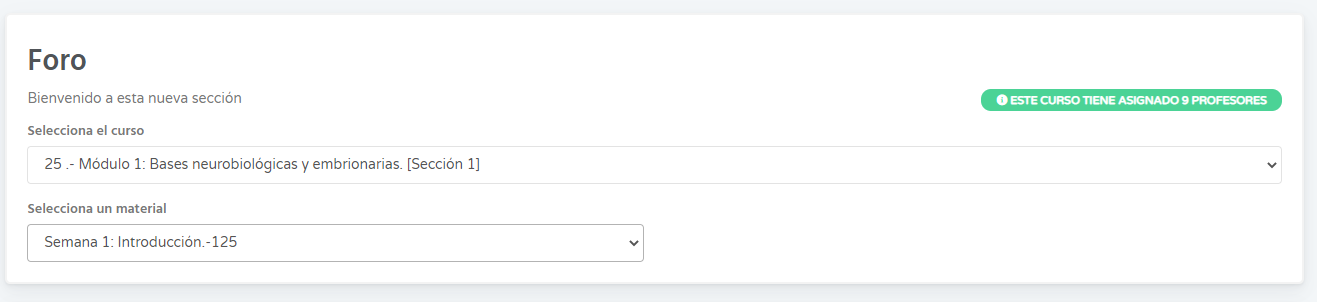 Foro
Bienvenido a esta nueva sección
ESTE CURSO TIENE ASIGNADO 9 PROFESORES
Selecciona el curso
25 .- Módulo 1: Bases neurobiológicas y embrionarias. [Sección 1]
Selecciona un material
Semana 1: Introducción.-125